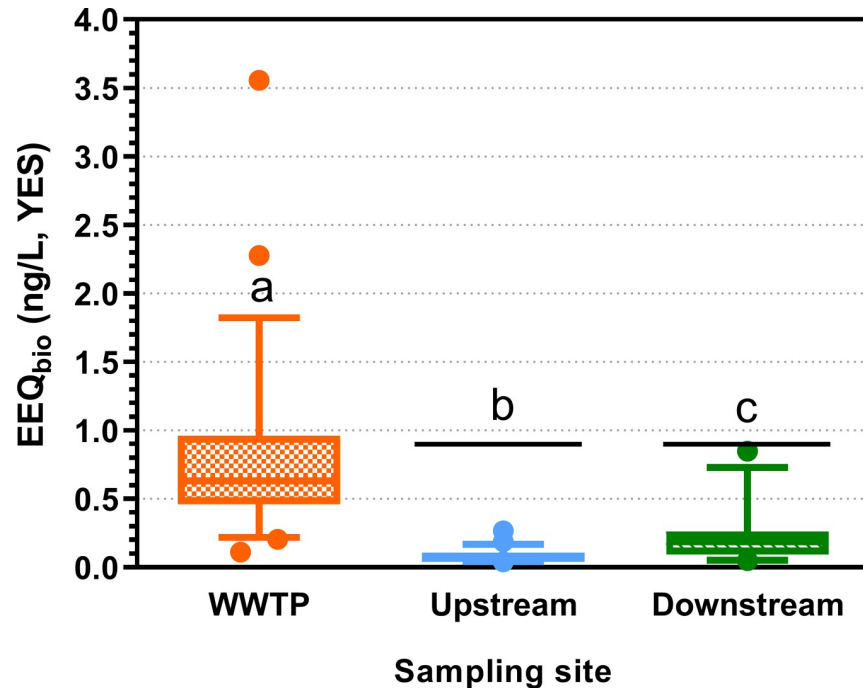 EEQbio (ng/L, YES)
4.0
3.5
3.0
2.5
2.0
1.5
1.0
0.5
0.0
a
b
c
WWTP Upstream Downstream
Sampling site